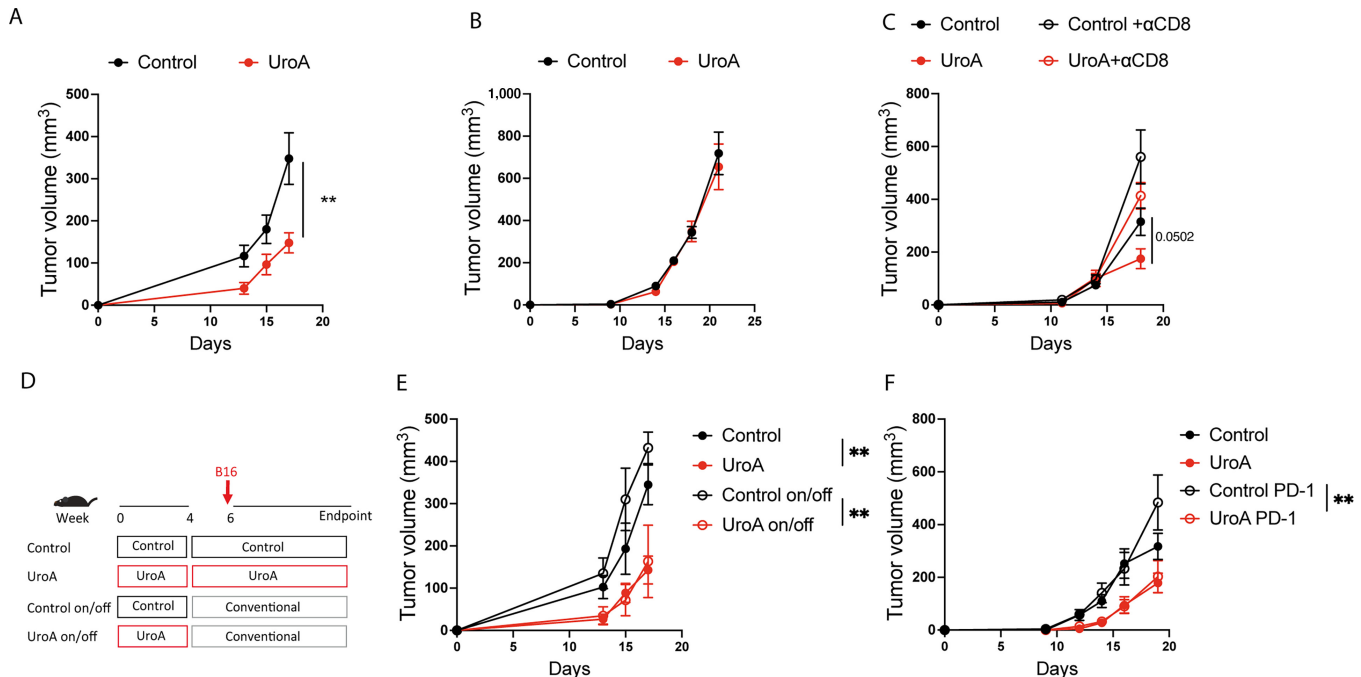 A
Control UroA
Tumor volume (mm³)
500
400
300
200
100
0
0 5 10 15 20
Days
**
B
Control UroA
Tumor volume (mm³)
1,000
800
600
400
200
0
0 5 10 15 20 25
Days
C
Control Control +αCD8
UroA UroA+αCD8
Tumor volume (mm³)
800
600
400
200
0
0 5 10 15 20
Days
0.0502
D
B16
Week 0 4 6 Endpoint
Control Control Control
UroA UroA UroA
Control on/off Control Conventional
UroA on/off UroA Conventional
E
Tumor volume (mm³)
500
400
300
200
100
0
0 5 10 15 20
Days
Control
UroA
Control on/off
UroA on/off
**
**
F
Tumor volume (mm³)
800
600
400
200
0
0 5 10 15 20
Days
Control
UroA
Control PD-1
UroA PD-1
**